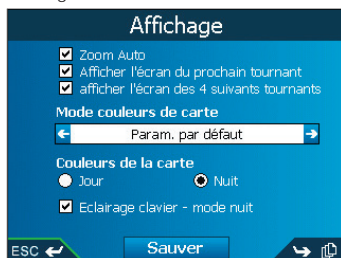 Affichage
Zoom Auto
Afficher l'écran du prochain tournant
afficher l'écran des 4 suivants tournants
Mode couleurs de carte
Param. par défaut
Couleurs de la carte
Jour Nuit
Eclairage clavier - mode nuit
ESC Sauver